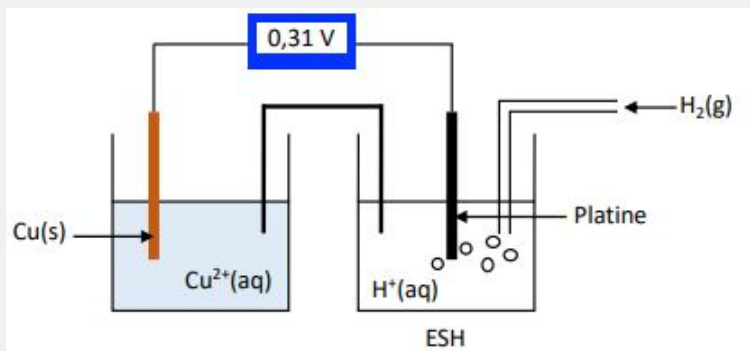 0,31 V
H₂(g)
Platine
Cu(s)
Cu²⁺(aq)
H⁺(aq)
ESH